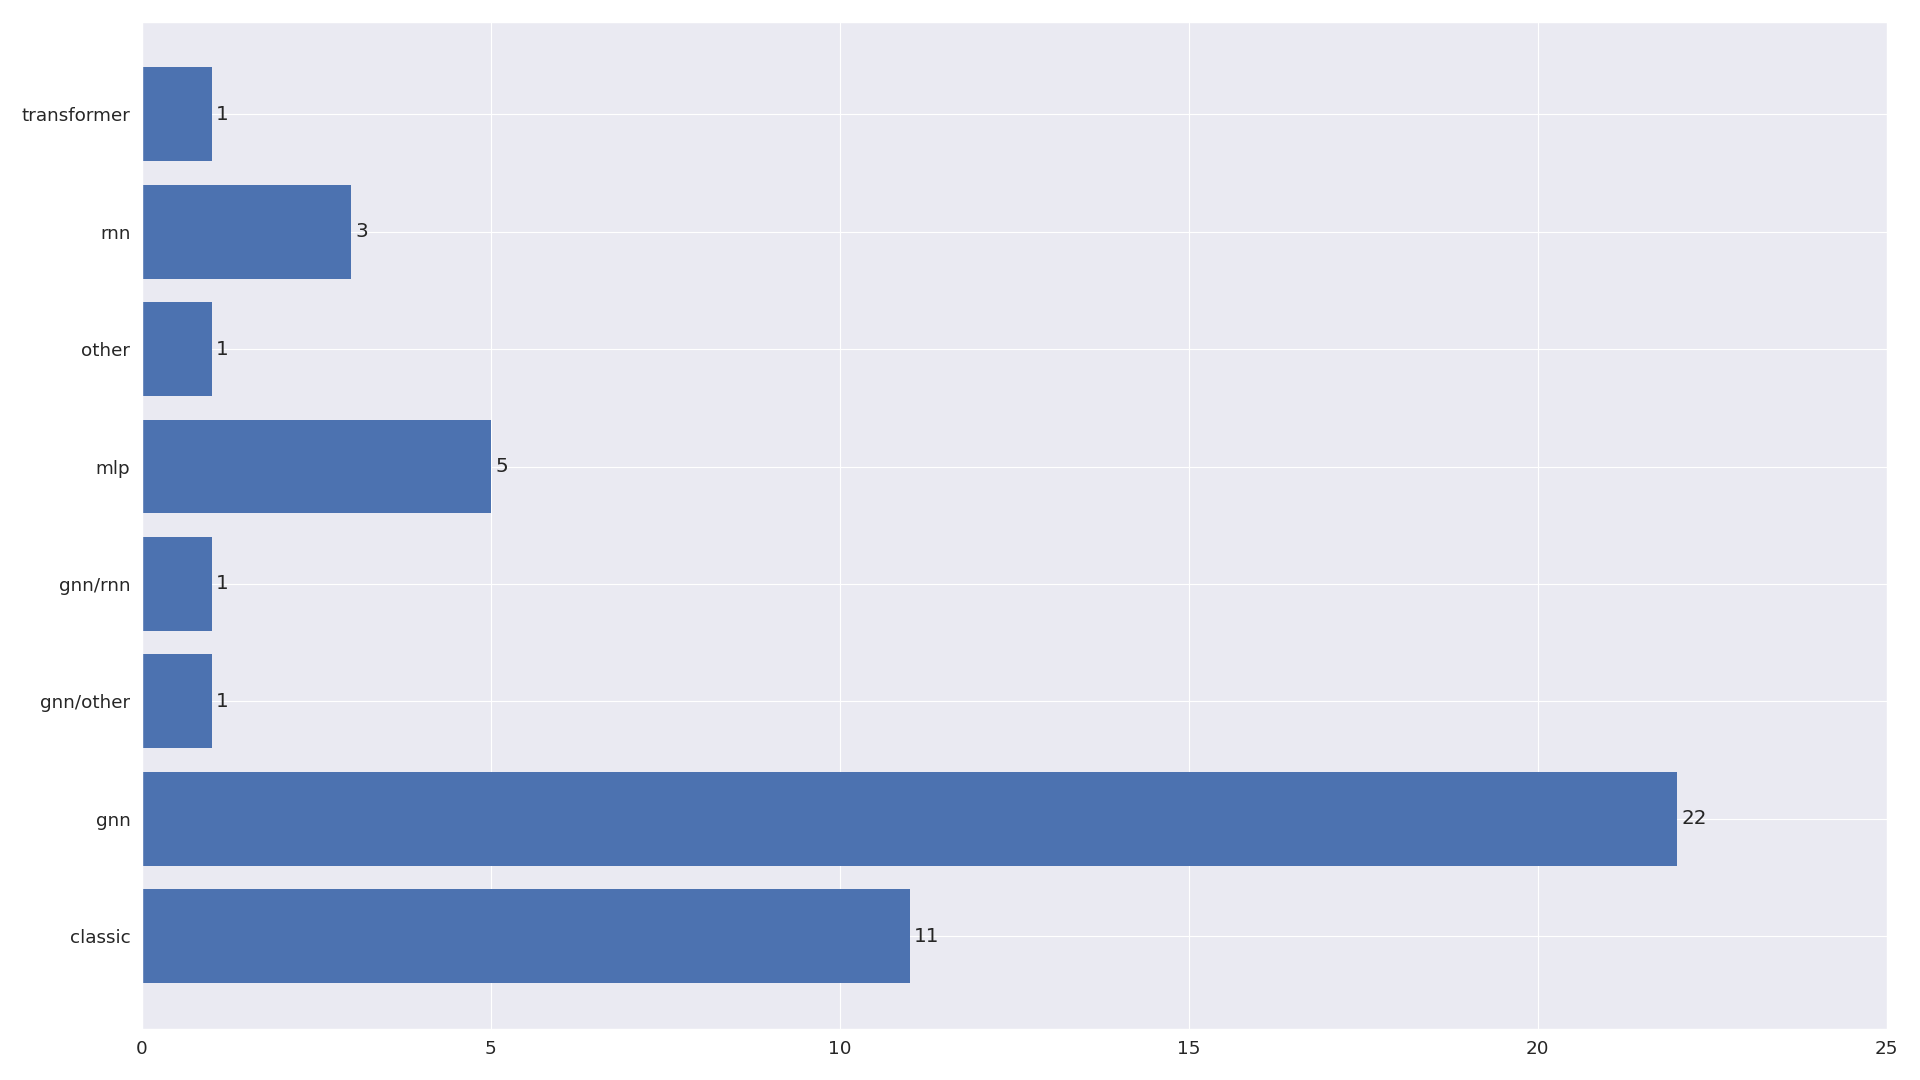 transformer 1
rnn 3
other 1
mlp 5
gnn/rnn 1
gnn/other 1
gnn 22
classic 11
0 5 10 15 20 25